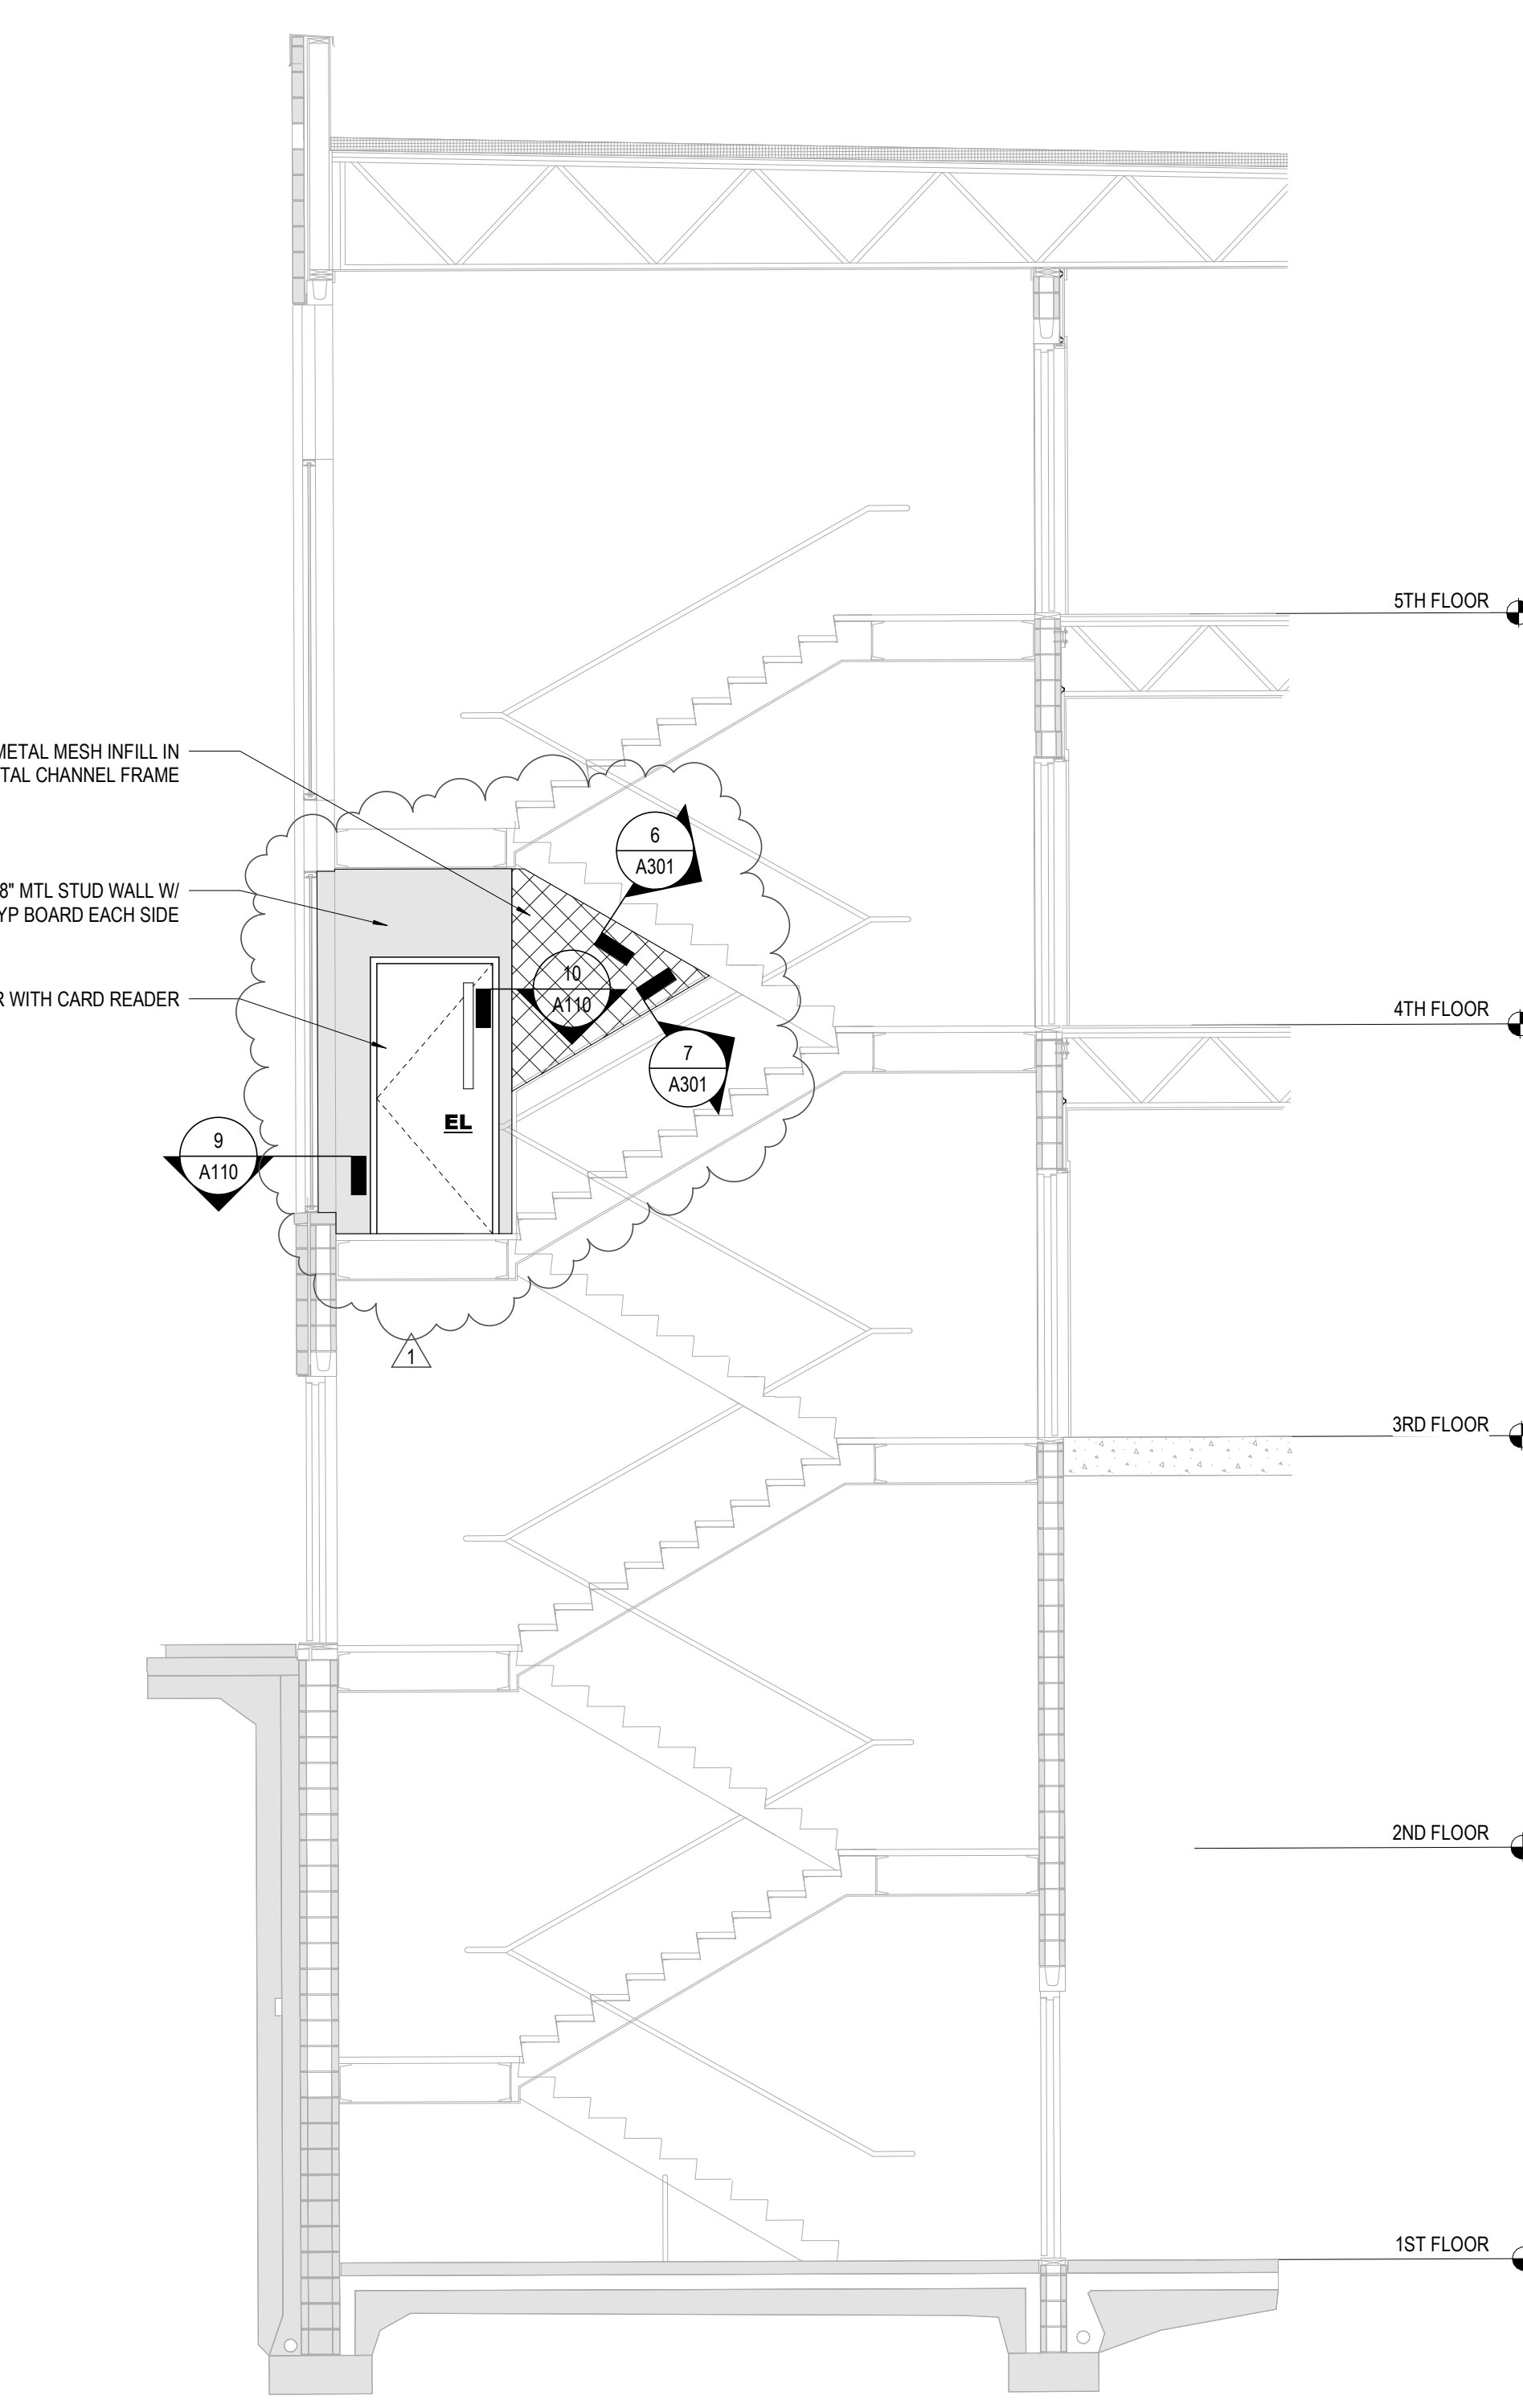 5TH FLOOR
METAL MESH INFILL IN
TAL CHANNEL FRAME
6
A301
8" MTL STUD WALL W/
YP BOARD EACH SIDE
10
A110
R WITH CARD READER
4TH FLOOR
7
A301
EL
9
A110
1
3RD FLOOR
2ND FLOOR
1ST FLOOR